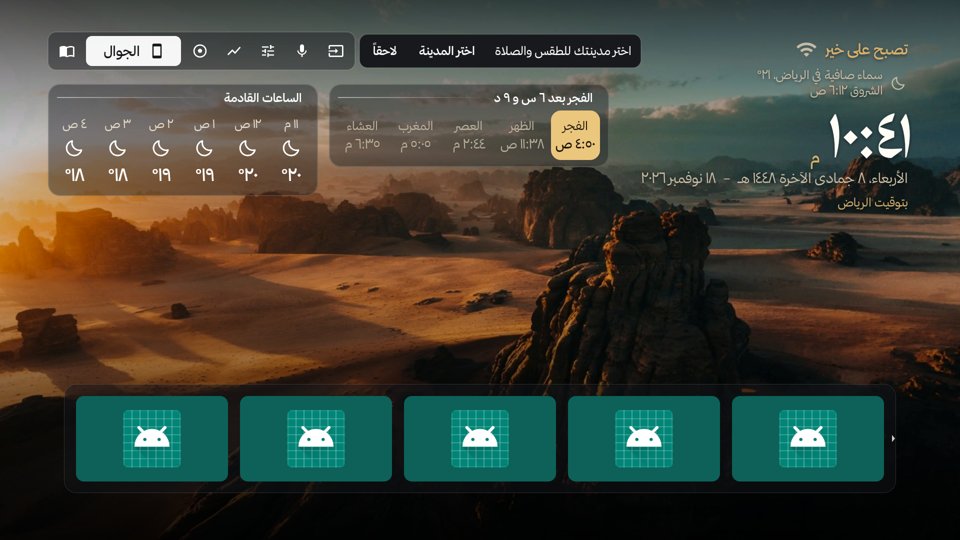 تصبح على خير
سماء صافية في الرياض، ٢١°
الشروق ٦:١٢ ص
١٠:٤١ م
الأربعاء، ٨ جمادى الآخرة ١٤٤٨ هـ – ١٨ نوفمبر ٢٠٢٦
بتوقيت الرياض
اختر مدينتك للطقس والصلاة اختر المدينة لاحقاً
الجوال
الفجر بعد ٦ س و ٩ د
الفجر الظهر العصر المغرب العشاء
٤:٥٠ ص ١١:٣٨ ص ٢:٤٤ م ٥:٠٥ م ٦:٣٥ م
الساعات القادمة
١١ م ١٢ ص ١ ص ٢ ص ٣ ص ٤ ص
٢٠° ٢٠° ١٩° ١٩° ١٨° ١٨°